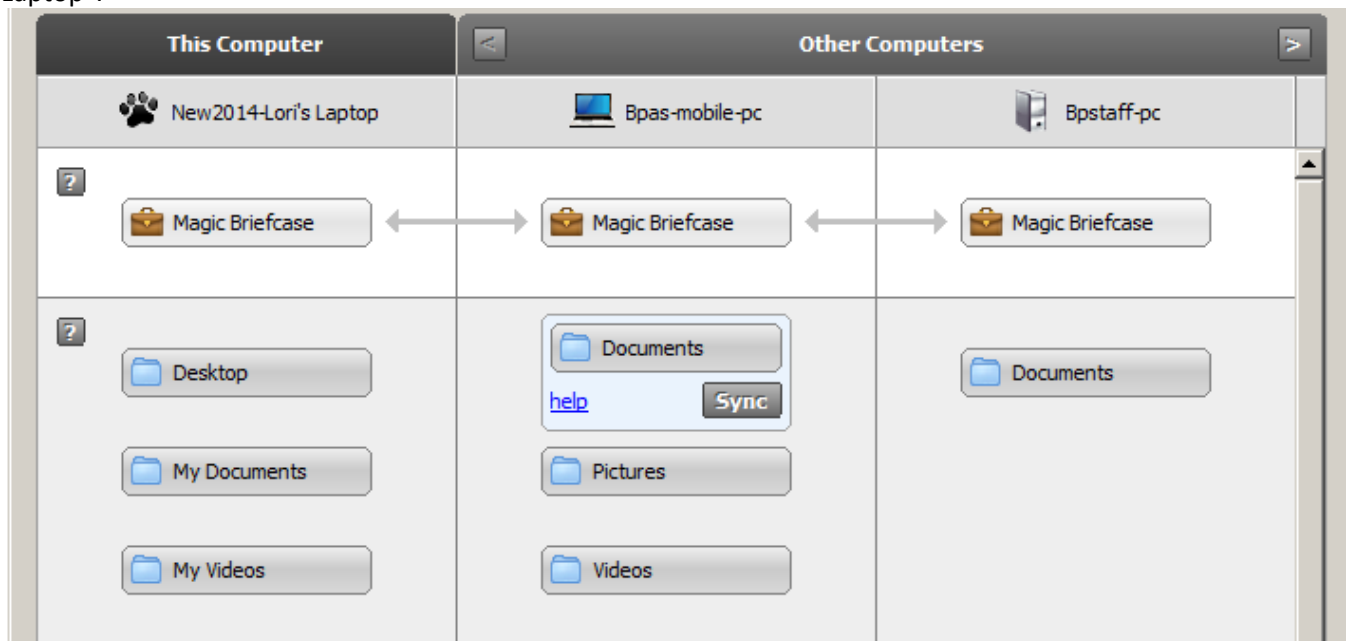 This Computer
< Other Computers >
New2014-Lori's Laptop
Bpas-mobile-pc
Bpstaff-pc
?
Magic Briefcase
Magic Briefcase
Magic Briefcase
?
Desktop
Documents
Documents
help
Sync
My Documents
Pictures
My Videos
Videos